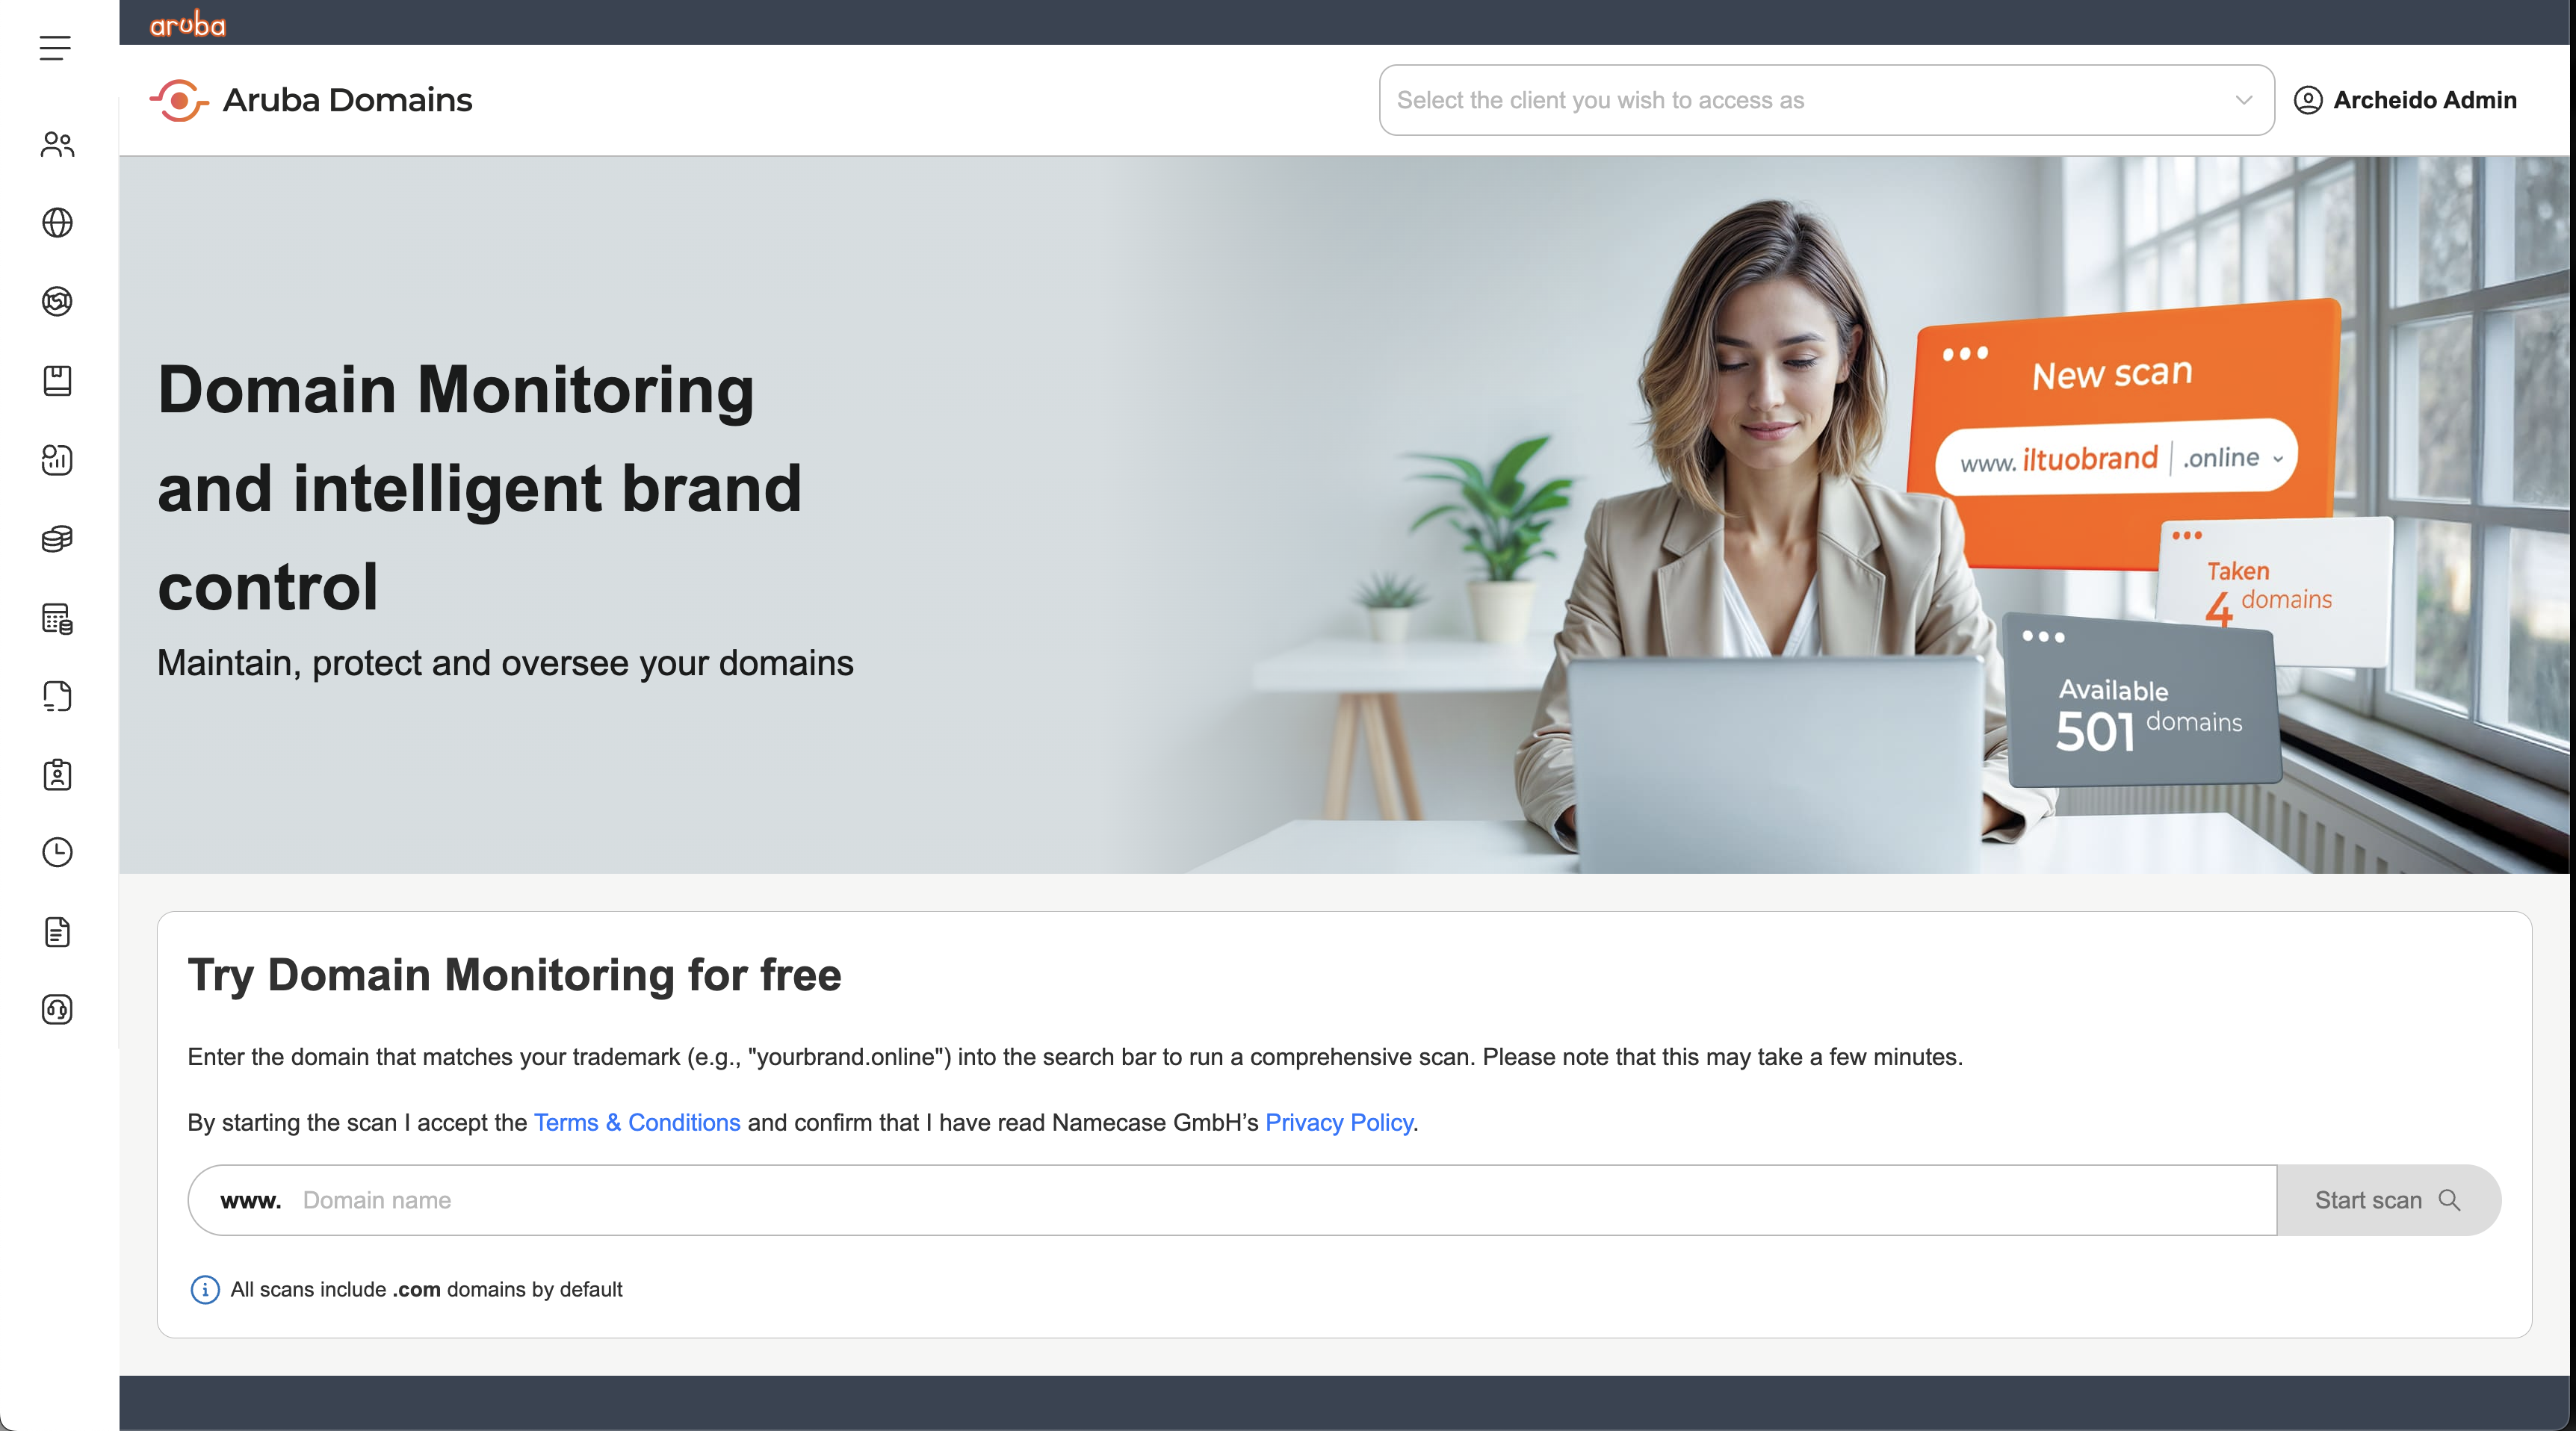 aruba
Aruba Domains
Select the client you wish to access as
Archeido Admin
Domain Monitoring
and intelligent brand
control
Maintain, protect and oversee your domains
New scan
www. iltuobrand .online
Taken
4 domains
Available
501 domains
Try Domain Monitoring for free
Enter the domain that matches your trademark (e.g., "yourbrand.online") into the search bar to run a comprehensive scan. Please note that this may take a few minutes.
By starting the scan I accept the Terms & Conditions and confirm that I have read Namecase GmbH’s Privacy Policy.
www. Domain name
Start scan
All scans include .com domains by default